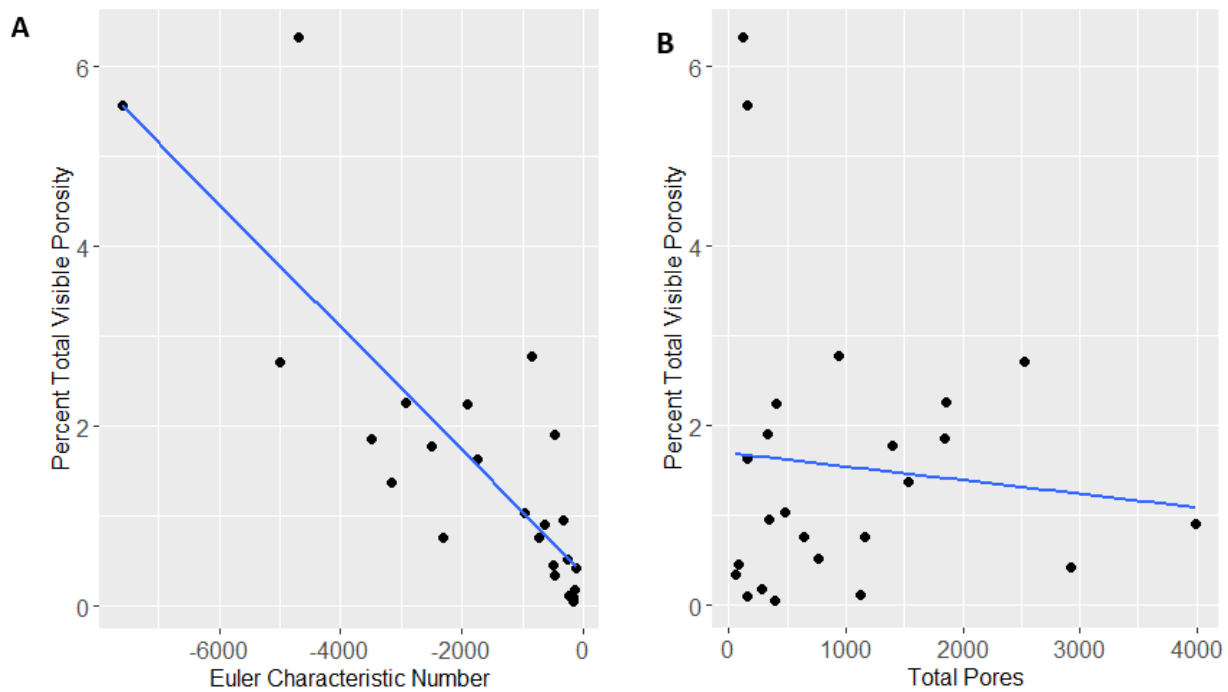 A
Percent Total Visible Porosity
6
4
2
0
-6000
-4000
-2000
0
Euler Characteristic Number
B
Percent Total Visible Porosity
6
4
2
0
0
1000
2000
3000
4000
Total Pores